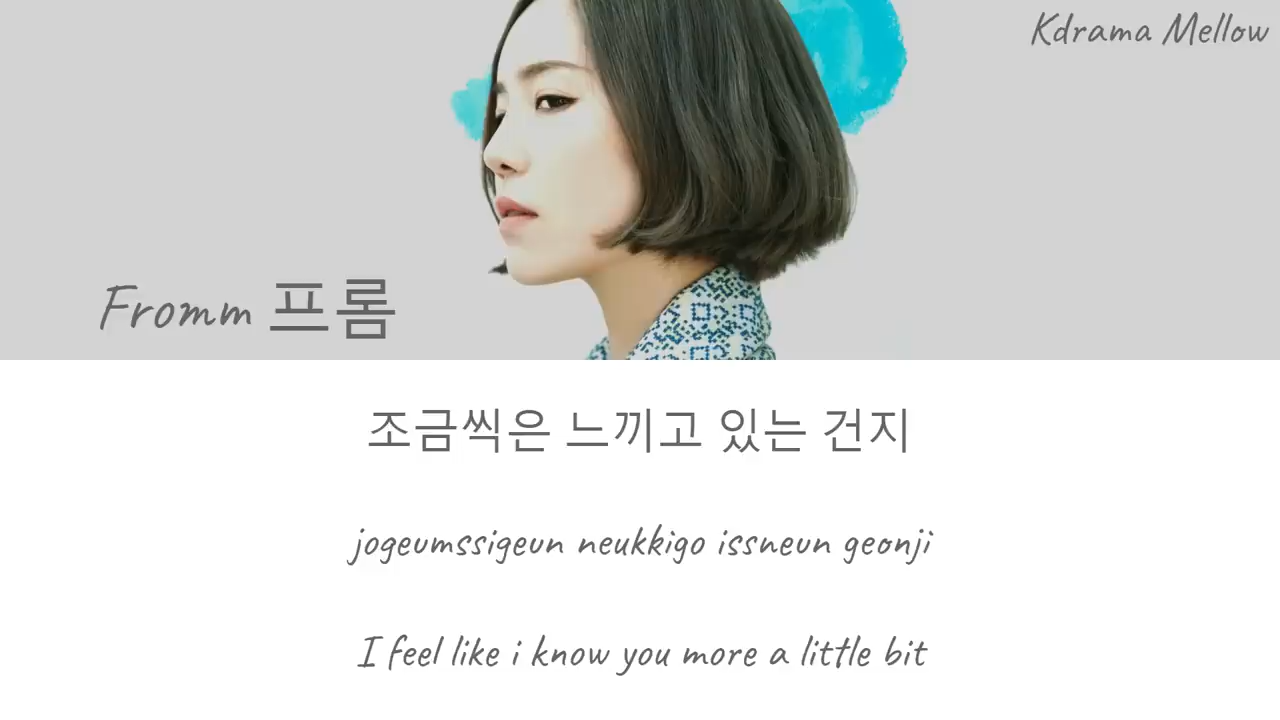 Kdrama Mellow
Fromm 프롬
조금씩은 느끼고 있는 건지
jogeumssigeun neukkigo issneun geonji
I feel like i know you more a little bit